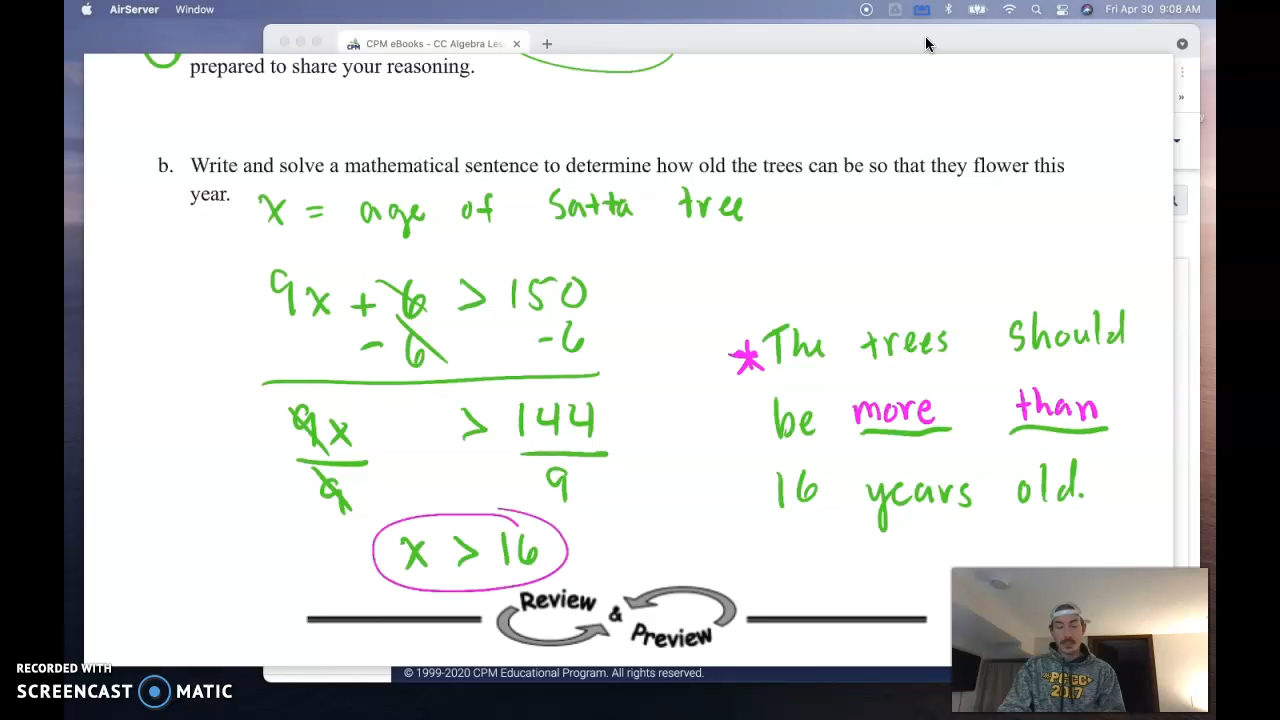 AirServer Window Fri Apr 30 9:08 AM
CPM eBooks - CC Algebra Les
prepared to share your reasoning.
b. Write and solve a mathematical sentence to determine how old the trees can be so that they flower this
year.
x = age of Satta tree
9x + 6 > 150
- 6 -6
9x > 144
9 9
x > 16
* The trees should
be more than
16 years old.
Review & Preview
© 1999-2020 CPM Educational Program. All rights reserved.
RECORDED WITH
SCREENCAST MATIC
2017